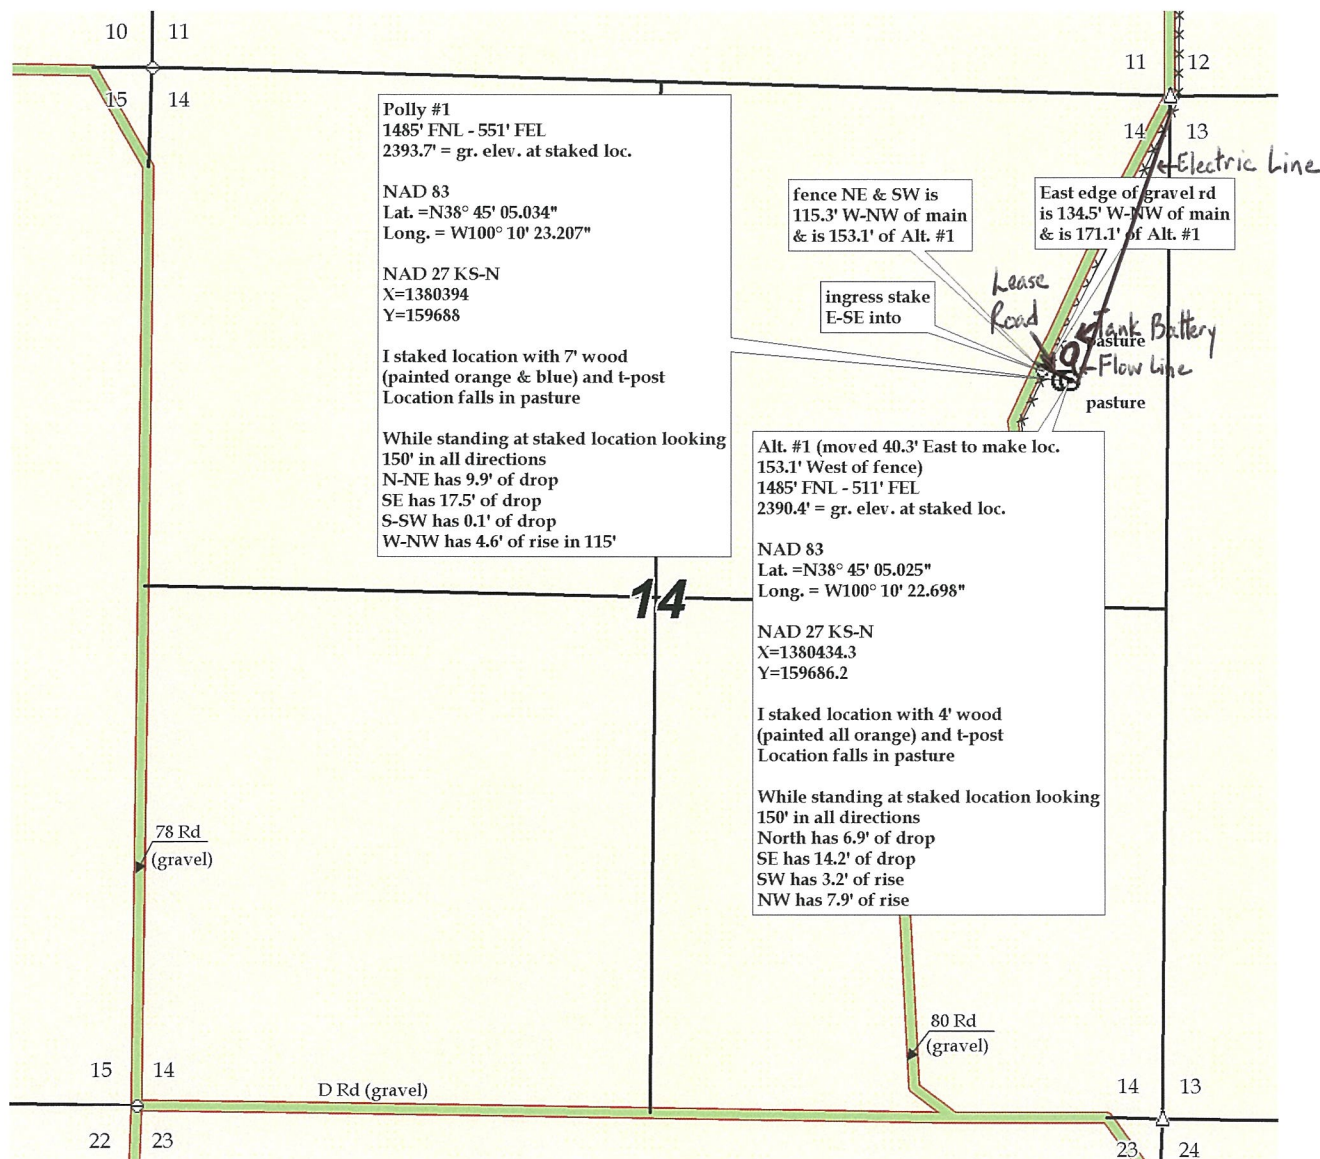 10
11
11
12
15
14
14
13
Electric Line
Polly #1
1485' FNL - 551' FEL
2393.7' = gr. elev. at staked loc.
NAD 83
Lat. =N38° 45' 05.034"
Long. = W100° 10' 23.207"
NAD 27 KS-N
X=1380394
Y=159688
I staked location with 7' wood
(painted orange & blue) and t-post
Location falls in pasture
While standing at staked location looking
150' in all directions
N-NE has 9.9' of drop
SE has 17.5' of drop
S-SW has 0.1' of drop
W-NW has 4.6' of rise in 115'
fence NE & SW is
115.3' W-NW of main
& is 153.1' of Alt. #1
East edge of gravel rd
is 134.5' W-NW of main
& is 171.1' of Alt. #1
ingress stake
E-SE into
Lease
Road
Tank Battery
pasture
Flow Line
pasture
Alt. #1 (moved 40.3' East to make loc.
153.1' West of fence)
1485' FNL - 511' FEL
2390.4' = gr. elev. at staked loc.
NAD 83
Lat. =N38° 45' 05.025"
Long. = W100° 10' 22.698"
NAD 27 KS-N
X=1380434.3
Y=159686.2
I staked location with 4' wood
(painted all orange) and t-post
Location falls in pasture
While standing at staked location looking
150' in all directions
North has 6.9' of drop
SE has 14.2' of drop
SW has 3.2' of rise
NW has 7.9' of rise
14
78 Rd
(gravel)
80 Rd
(gravel)
D Rd (gravel)
15
14
14
13
22
23
23
24